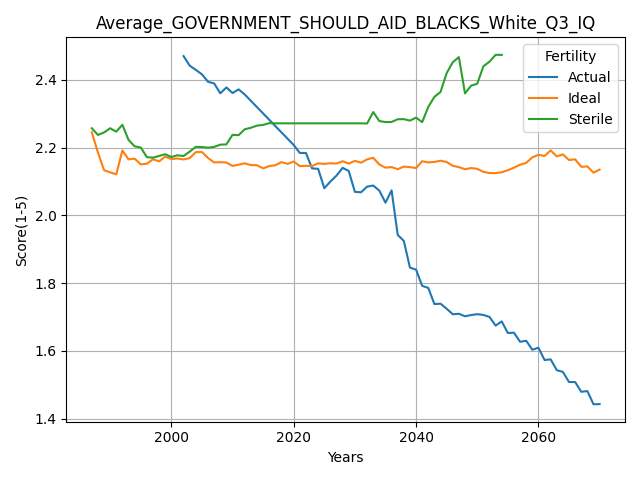 Average_GOVERNMENT_SHOULD_AID_BLACKS_White_Q3_IQ
Fertility
Actual
Ideal
Sterile
Score(1-5)
2.4
2.2
2.0
1.8
1.6
1.4
2000
2020
2040
2060
Years